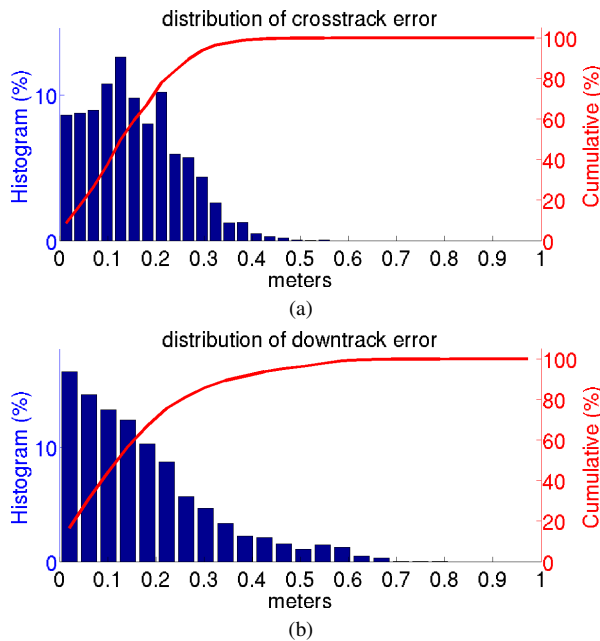 distribution of crosstrack error
Histogram (%)
10
0
100
80
60
40
20
0
Cumulative (%)
0 0.1 0.2 0.3 0.4 0.5 0.6 0.7 0.8 0.9 1
meters
(a)
distribution of downtrack error
Histogram (%)
10
0
100
80
60
40
20
0
Cumulative (%)
0 0.1 0.2 0.3 0.4 0.5 0.6 0.7 0.8 0.9 1
meters
(b)